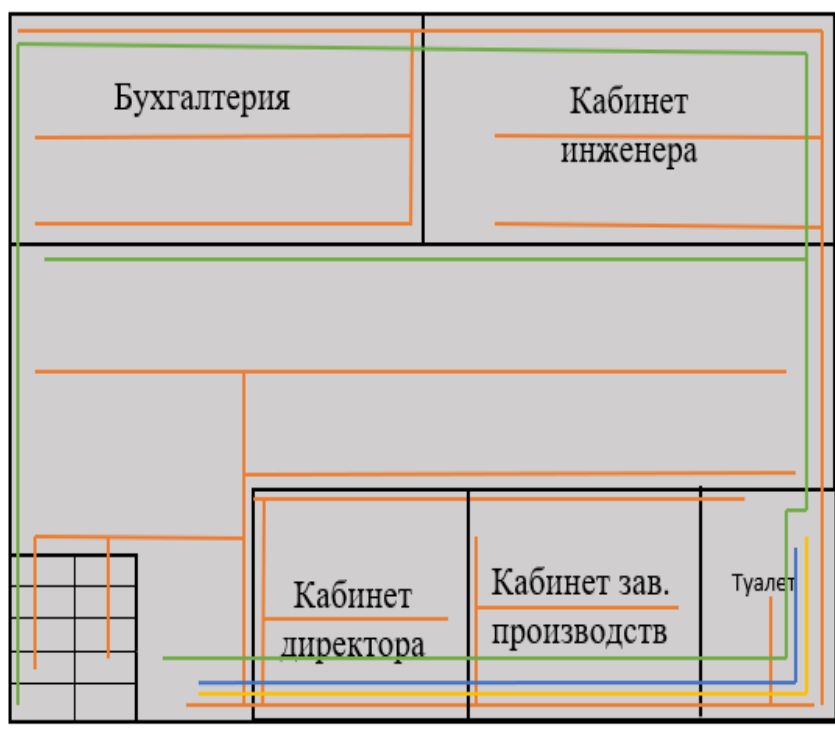 Бухгалтерия
Кабинет
инженера
Кабинет
директора
Кабинет зав.
производств
Туалет